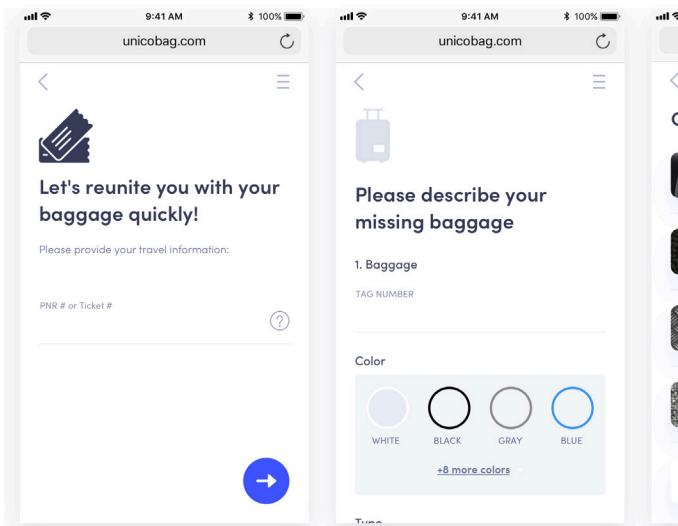 9:41 AM
100%
unicobag.com
Let's reunite you with your
baggage quickly!
Please provide your travel information:
PNR # or Ticket #
?
9:41 AM
100%
unicobag.com
Please describe your
missing baggage
1. Baggage
TAG NUMBER
Color
WHITE BLACK GRAY BLUE
+8 more colors
Type